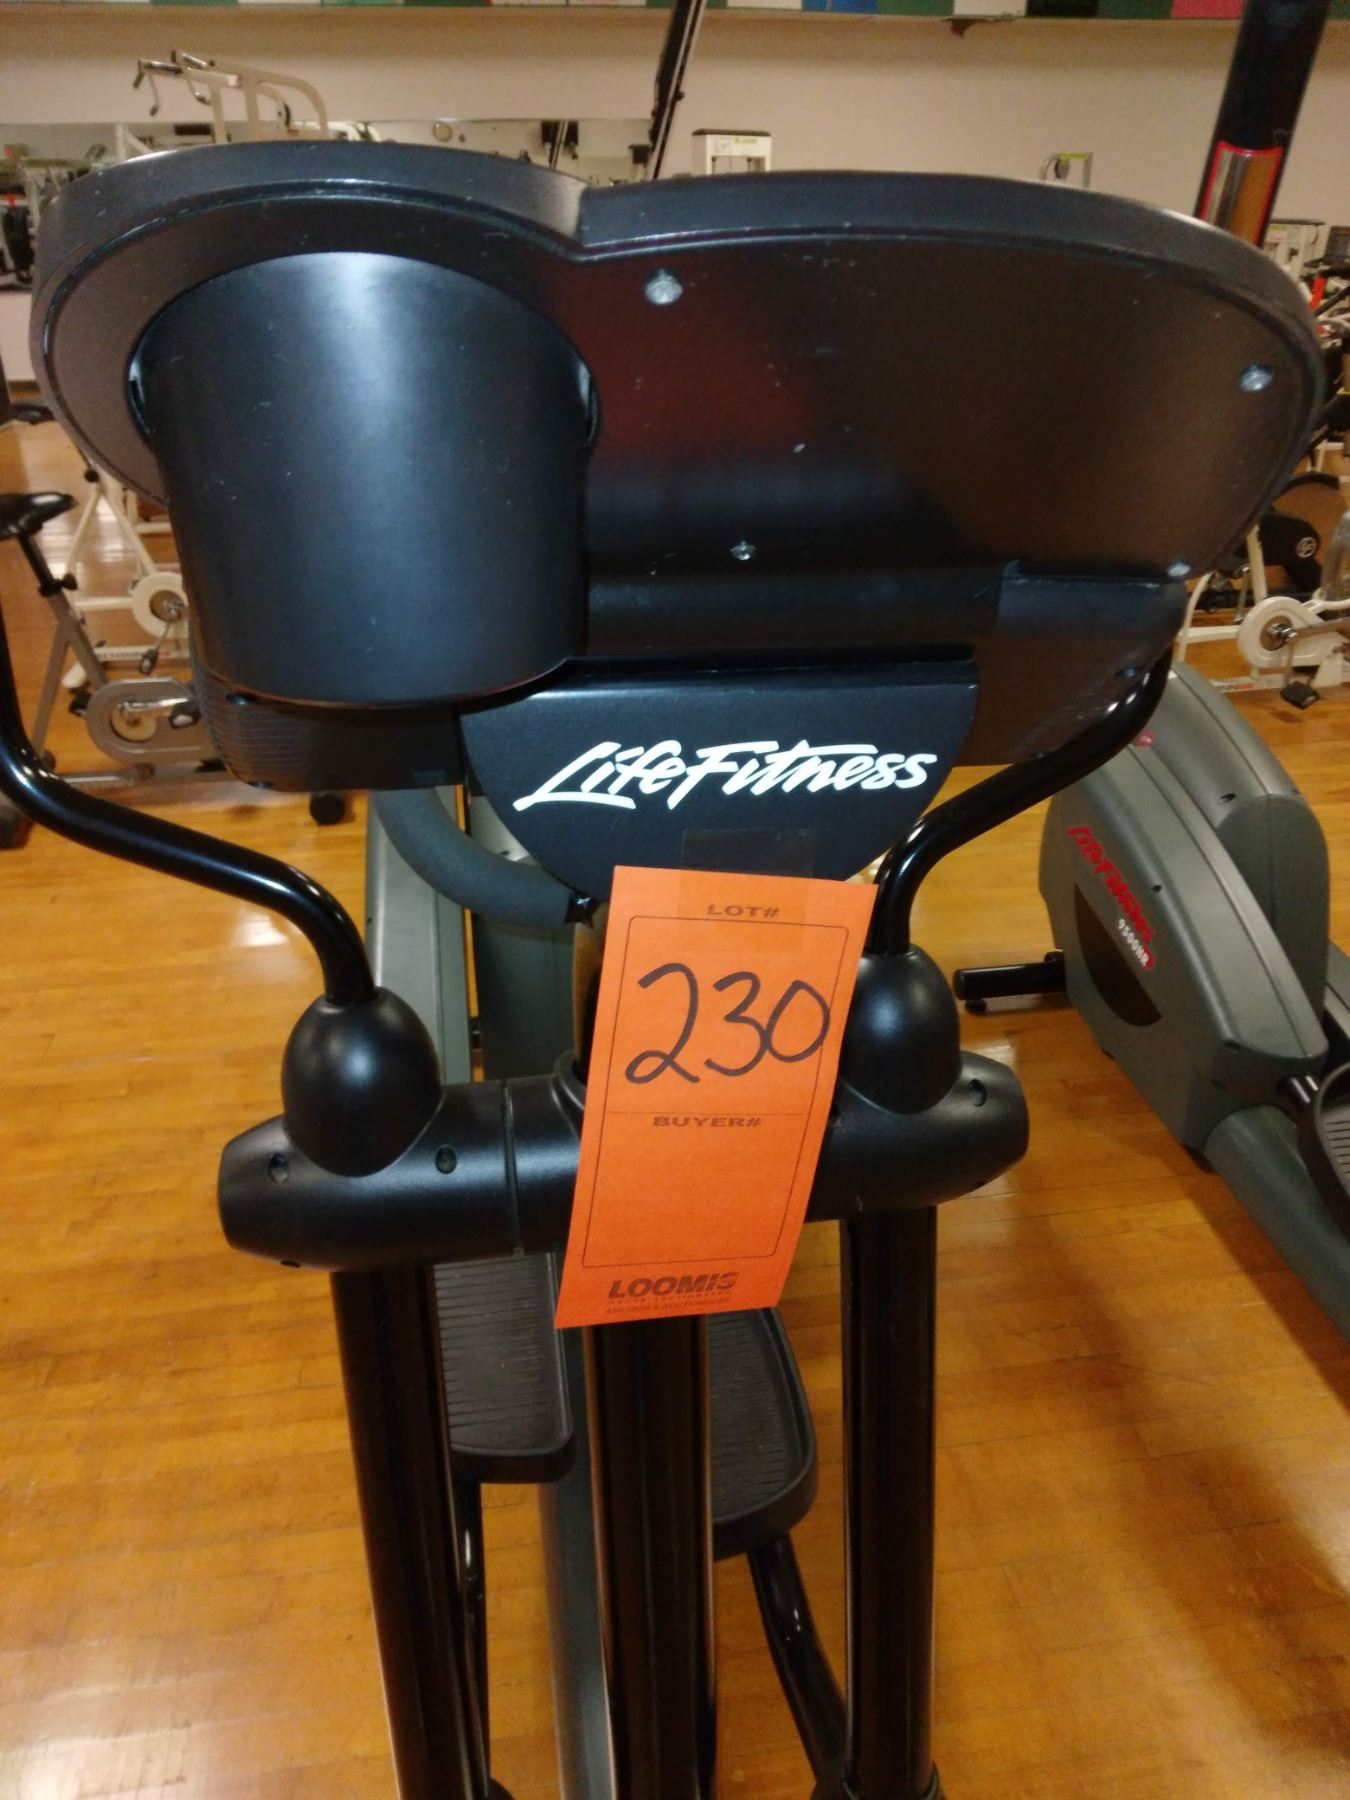 LifeFitness
LifeFitness
9500HR
LOT#
230
BUYER#
LOOMIS